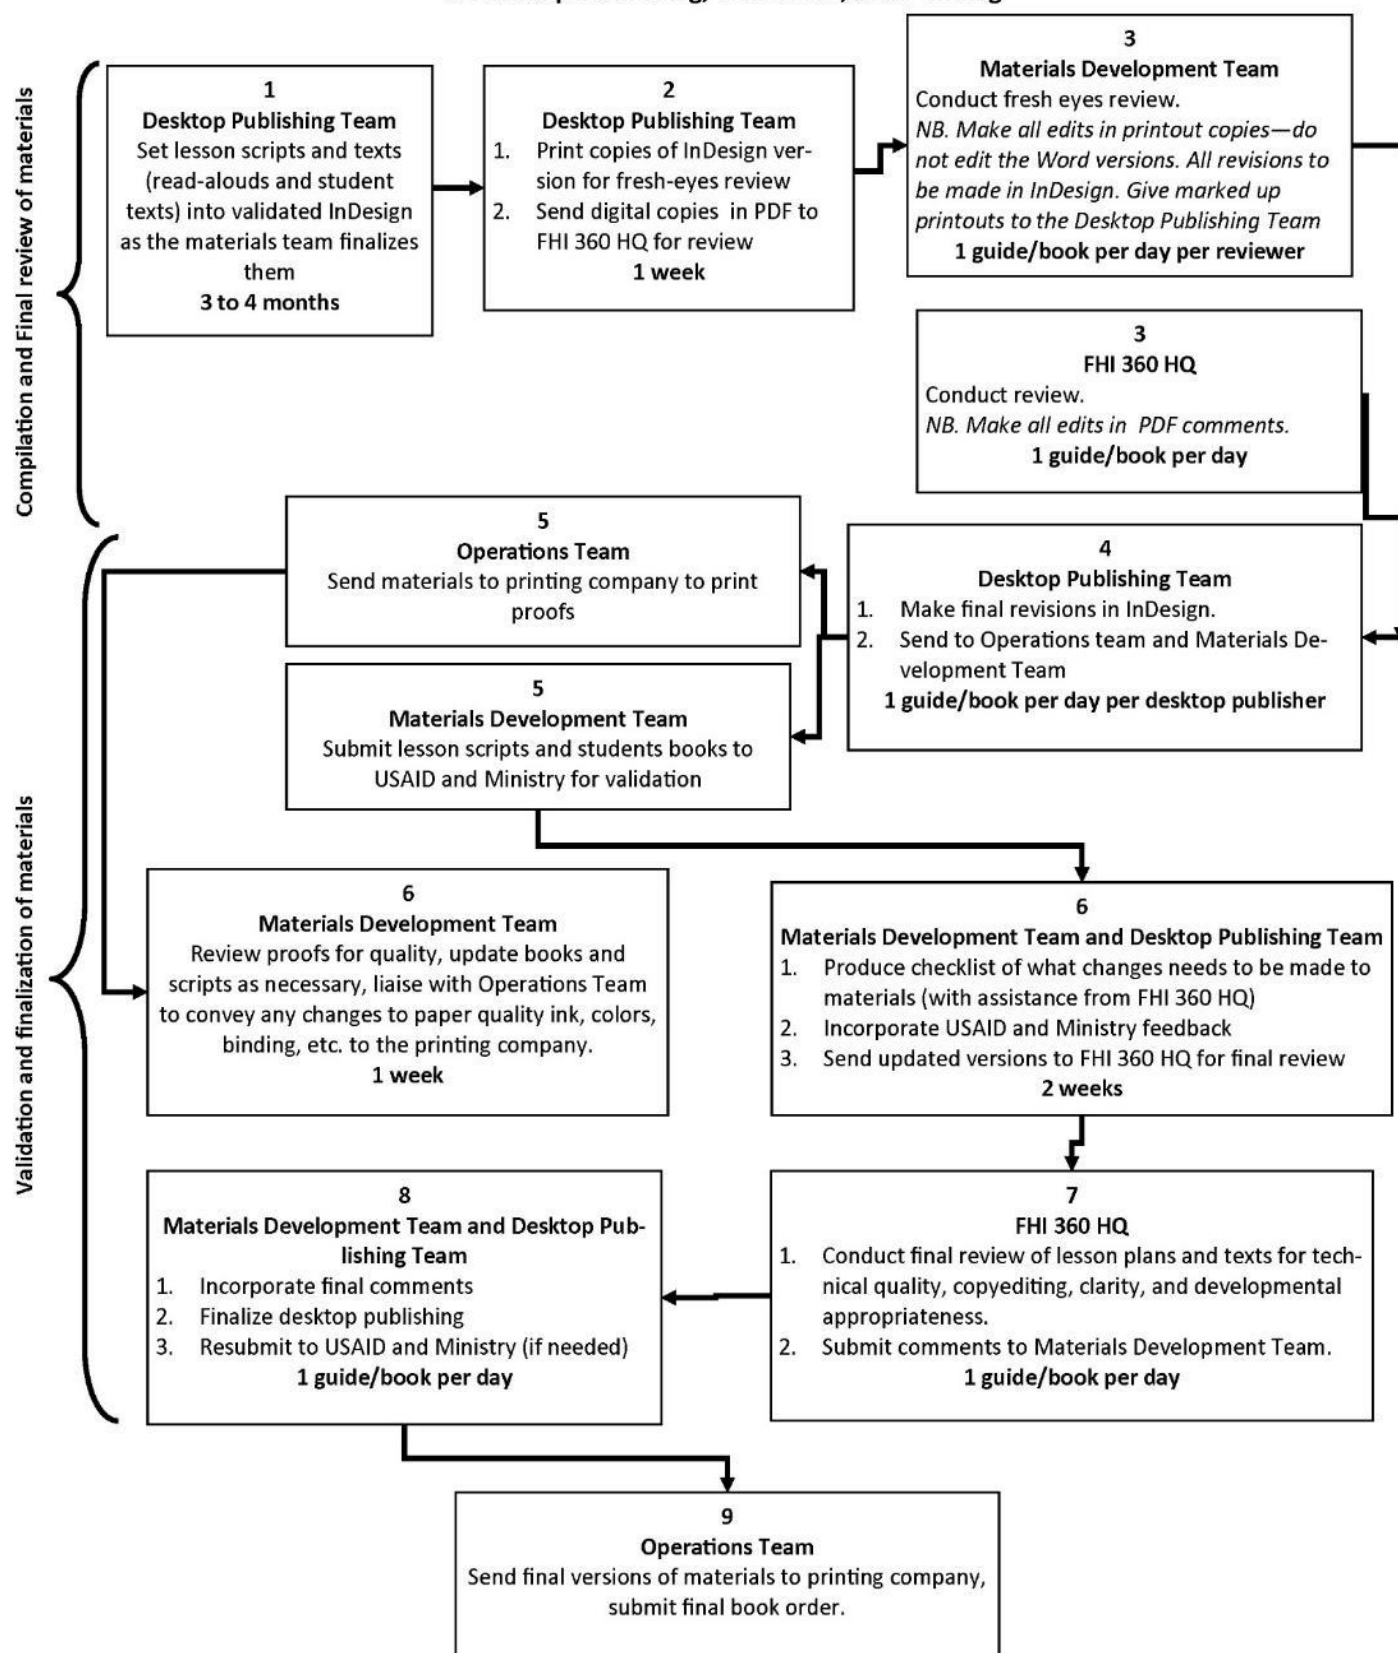 Compilation and Final review of materials
1
Desktop Publishing Team
Set lesson scripts and texts
(read-alouds and student
texts) into validated InDesign
as the materials team finalizes
them
3 to 4 months
2
Desktop Publishing Team
1. Print copies of InDesign ver-
sion for fresh-eyes review
2. Send digital copies in PDF to
FHI 360 HQ for review
1 week
3
Materials Development Team
Conduct fresh eyes review.
NB. Make all edits in printout copies—do
not edit the Word versions. All revisions to
be made in InDesign. Give marked up
printouts to the Desktop Publishing Team
1 guide/book per day per reviewer
3
FHI 360 HQ
Conduct review.
NB. Make all edits in PDF comments.
1 guide/book per day
Validation and finalization of materials
4
Desktop Publishing Team
1. Make final revisions in InDesign.
2. Send to Operations team and Materials De-
velopment Team
1 guide/book per day per desktop publisher
5
Operations Team
Send materials to printing company to print
proofs
5
Materials Development Team
Submit lesson scripts and students books to
USAID and Ministry for validation
6
Materials Development Team
Review proofs for quality, update books and
scripts as necessary, liaise with Operations Team
to convey any changes to paper quality ink, colors,
binding, etc. to the printing company.
1 week
6
Materials Development Team and Desktop Publishing Team
1. Produce checklist of what changes needs to be made to
materials (with assistance from FHI 360 HQ)
2. Incorporate USAID and Ministry feedback
3. Send updated versions to FHI 360 HQ for final review
2 weeks
7
FHI 360 HQ
1. Conduct final review of lesson plans and texts for tech-
nical quality, copyediting, clarity, and developmental
appropriateness.
2. Submit comments to Materials Development Team.
1 guide/book per day
8
Materials Development Team and Desktop Pub-
lishing Team
1. Incorporate final comments
2. Finalize desktop publishing
3. Resubmit to USAID and Ministry (if needed)
1 guide/book per day
9
Operations Team
Send final versions of materials to printing company,
submit final book order.